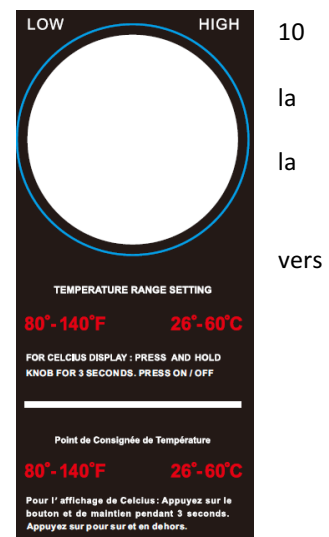 LOW HIGH
TEMPERATURE RANGE SETTING
80°-140°F 26°-60°C
FOR CELCIUS DISPLAY : PRESS AND HOLD
KNOB FOR 3 SECONDS. PRESS ON / OFF
Point de Consignée de Température
80°-140°F 26°-60°C
Pour l' affichage de Celcius: Appuyez sur le
bouton et de maintien pendant 3 seconds.
Appuyez sur pour sur et en dehors.
10
la
la
vers